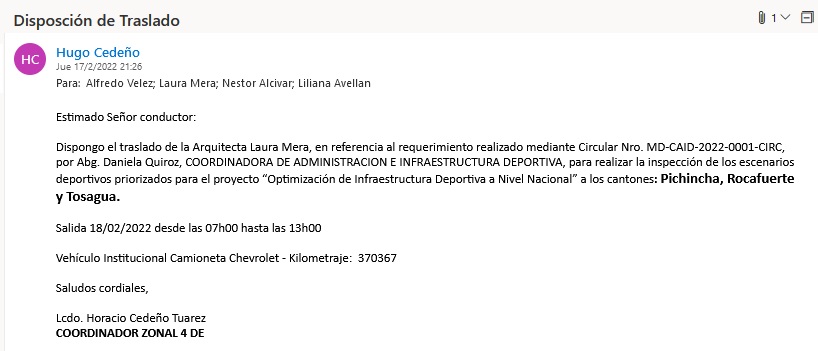 Disposción de Traslado
1
HC
Hugo Cedeño
Jue 17/2/2022 21:26
Para: Alfredo Velez; Laura Mera; Nestor Alcivar; Liliana Avellan
Estimado Señor conductor:
Dispongo el traslado de la Arquitecta Laura Mera, en referencia al requerimiento realizado mediante Circular Nro. MD-CAID-2022-0001-CIRC,
por Abg. Daniela Quiroz, COORDINADORA DE ADMINISTRACION E INFRAESTRUCTURA DEPORTIVA, para realizar la inspección de los escenarios
deportivos priorizados para el proyecto “Optimización de Infraestructura Deportiva a Nivel Nacional” a los cantones: Pichincha, Rocafuerte
y Tosagua.
Salida 18/02/2022 desde las 07h00 hasta las 13h00
Vehículo Institucional Camioneta Chevrolet - Kilometraje: 370367
Saludos cordiales,
Lcdo. Horacio Cedeño Tuarez
COORDINADOR ZONAL 4 DE